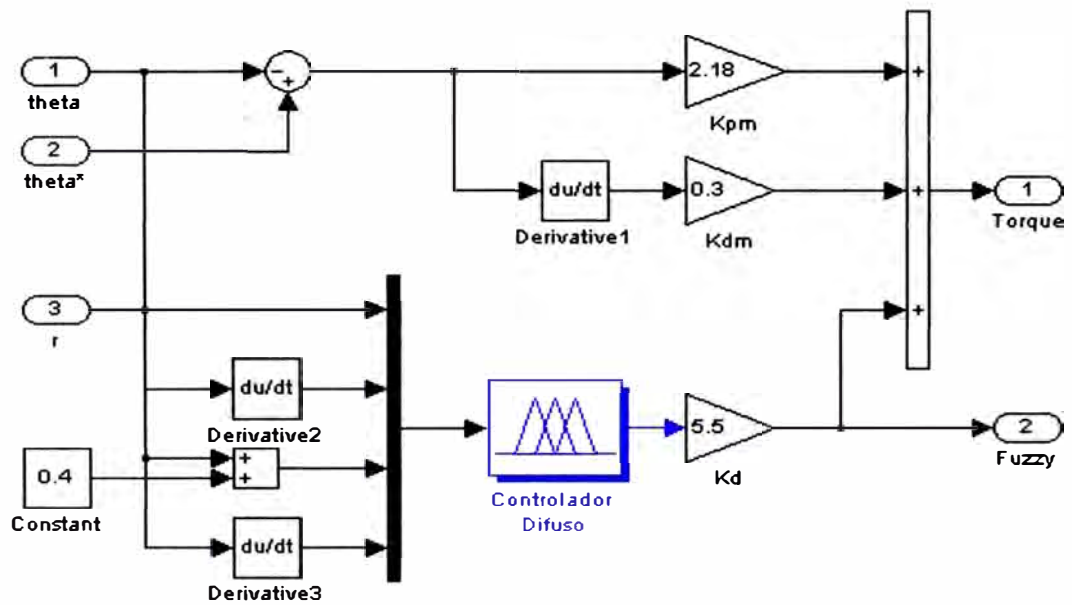 1
theta
2
theta*
3
r
-
+
2.18
Kpm
du/dt
Derivative1
0.3
Kdm
+
+
+
1
Torque
du/dt
Derivative2
0.4
Constant
+
+
du/dt
Derivative3
Controlador
Difuso
5.5
Kd
2
Fuzzy